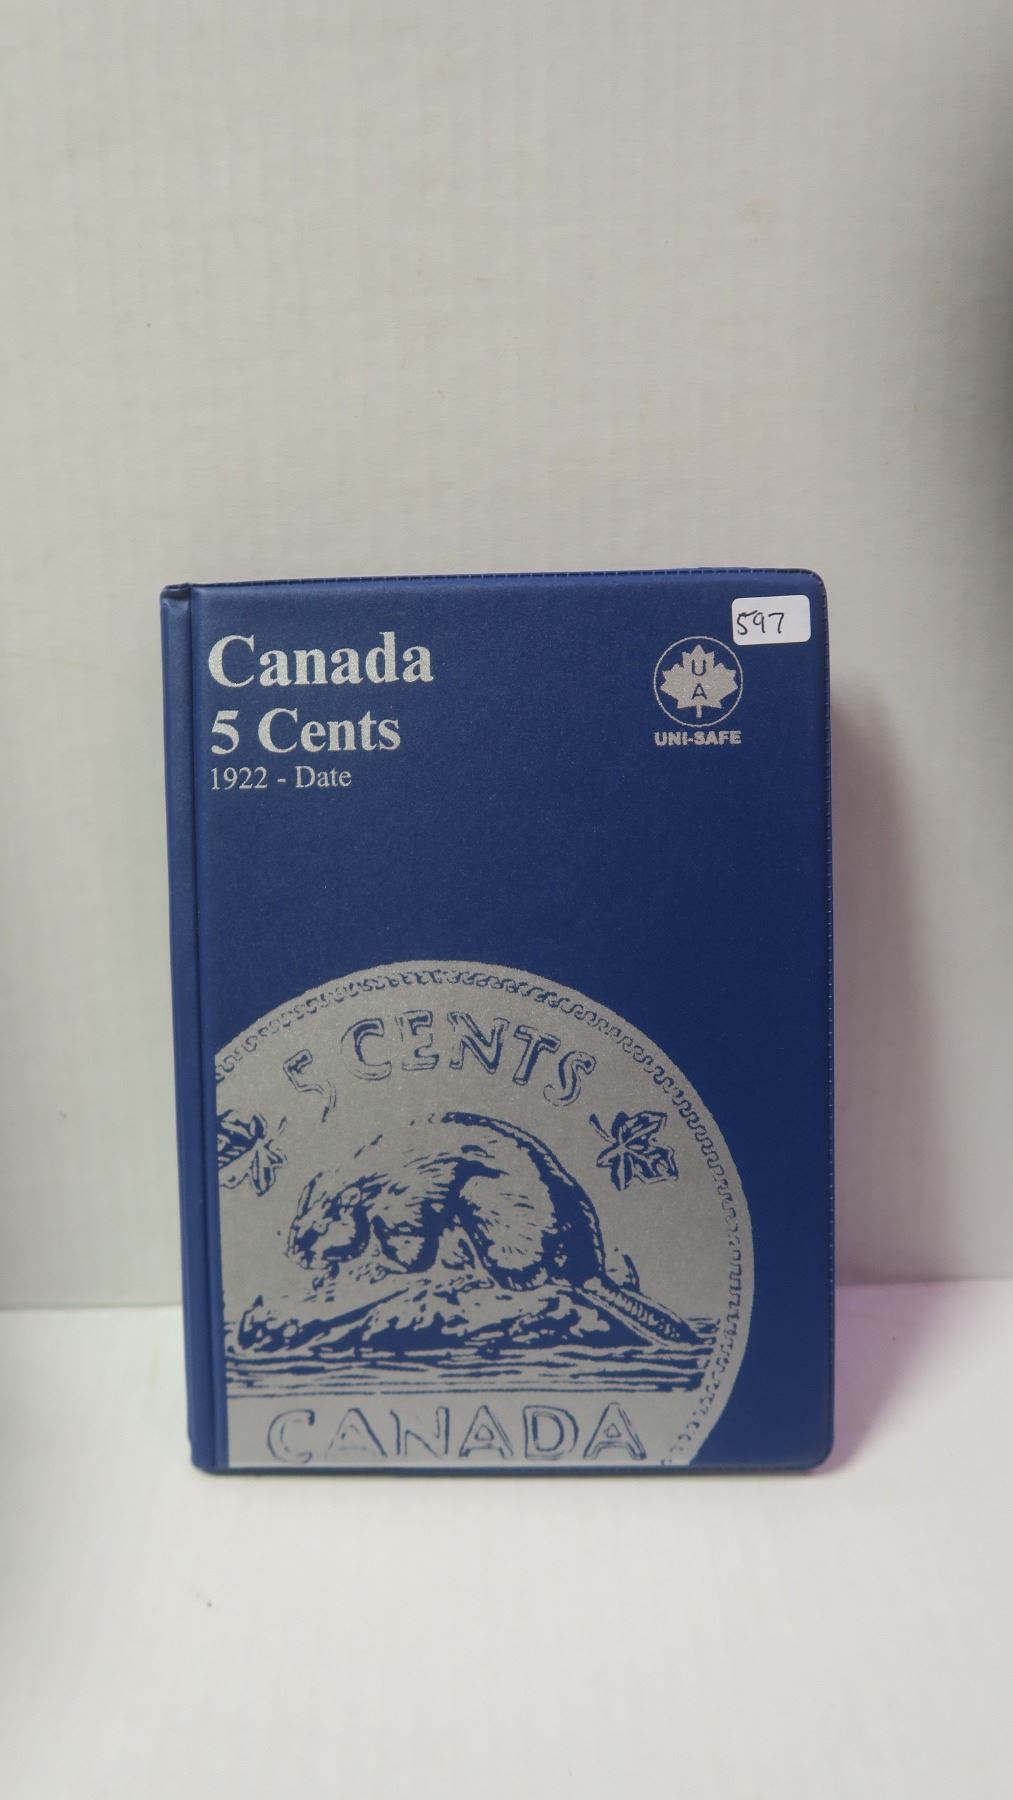 597
Canada
5 Cents
1922 - Date
U
A
UNI-SAFE
5 CENTS
CANADA